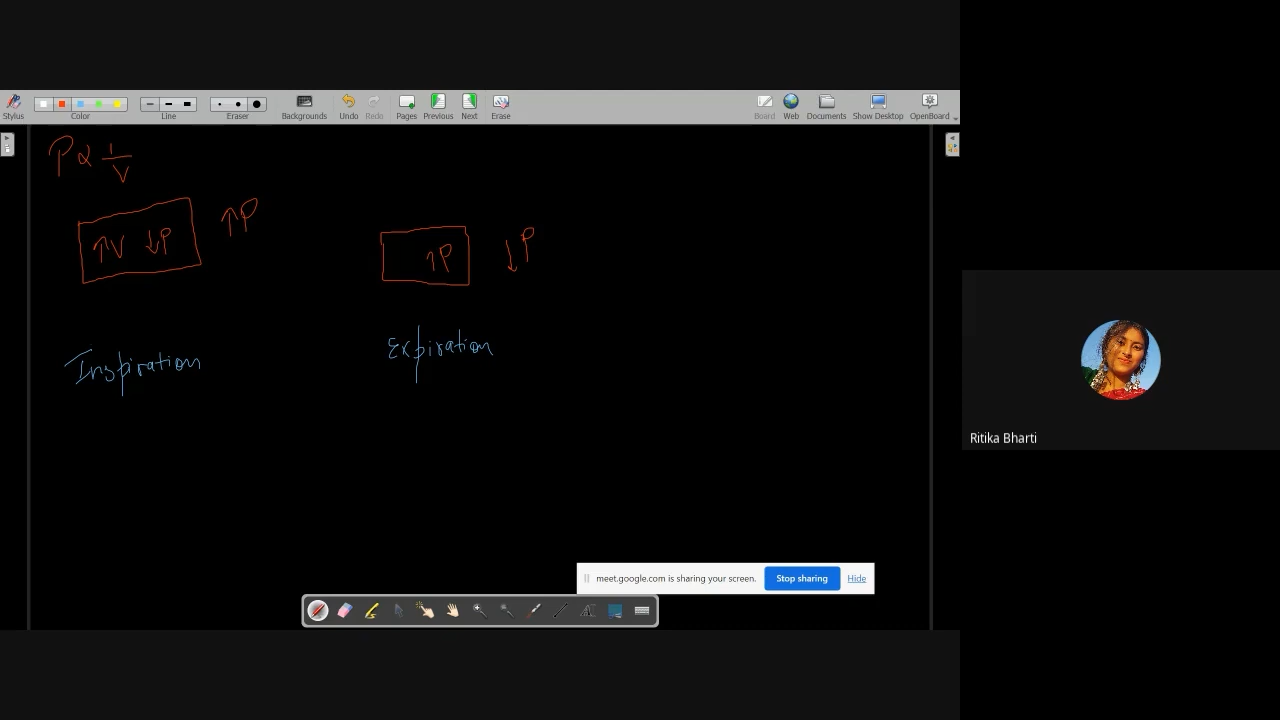 Stylus Color Line Eraser Backgrounds Undo Redo Pages Previous Next Erase Board Web Documents Show Desktop OpenBoard
P ∝ 1/V
↑V ↓P ↑P
↑P ↓P
Inspiration
Expiration
Ritika Bharti
meet.google.com is sharing your screen. Stop sharing Hide